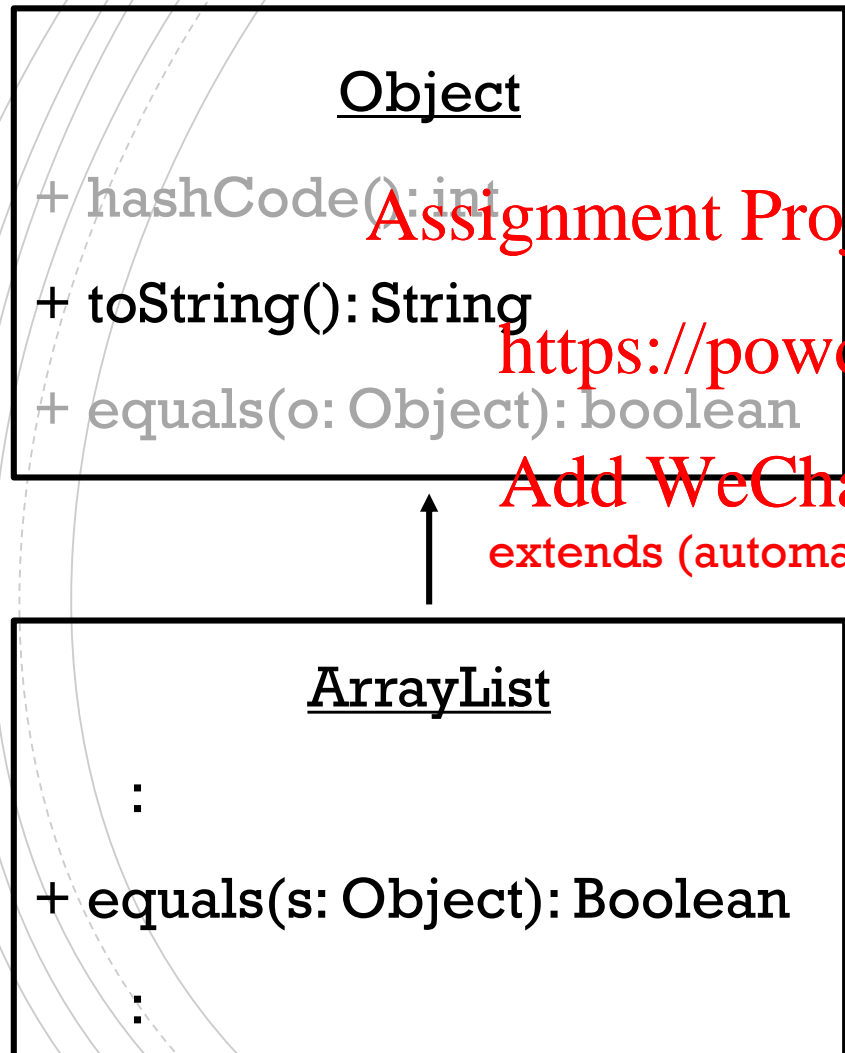 Object
+ hashCode(): int
Assignment Pro
+ toString(): String
https://pow
+ equals(o: Object): boolean
Add WeCha
extends (automa
ArrayList
:
+ equals(s: Object): Boolean
: